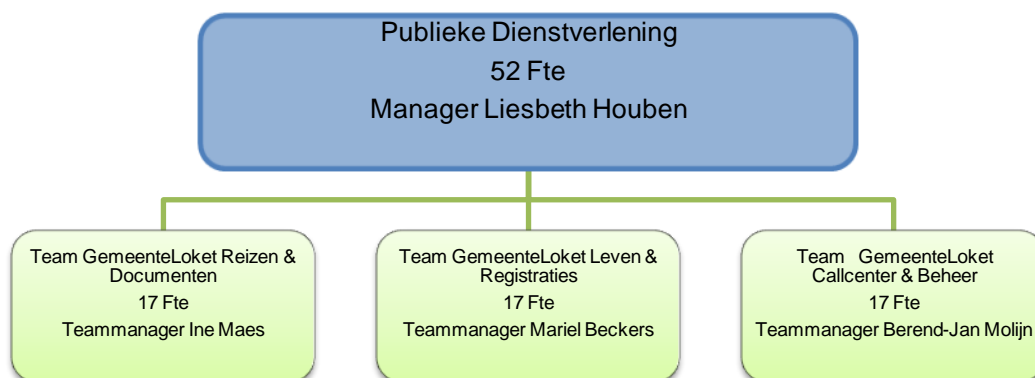 Publieke Dienstverlening
52 Fte
Manager Liesbeth Houben
Team GemeenteLoket Reizen &
Documenten
17 Fte
Teammanager Ine Maes
Team GemeenteLoket Leven &
Registraties
17 Fte
Teammanager Mariel Beckers
Team GemeenteLoket
Callcenter & Beheer
17 Fte
Teammanager Berend-Jan Molijn